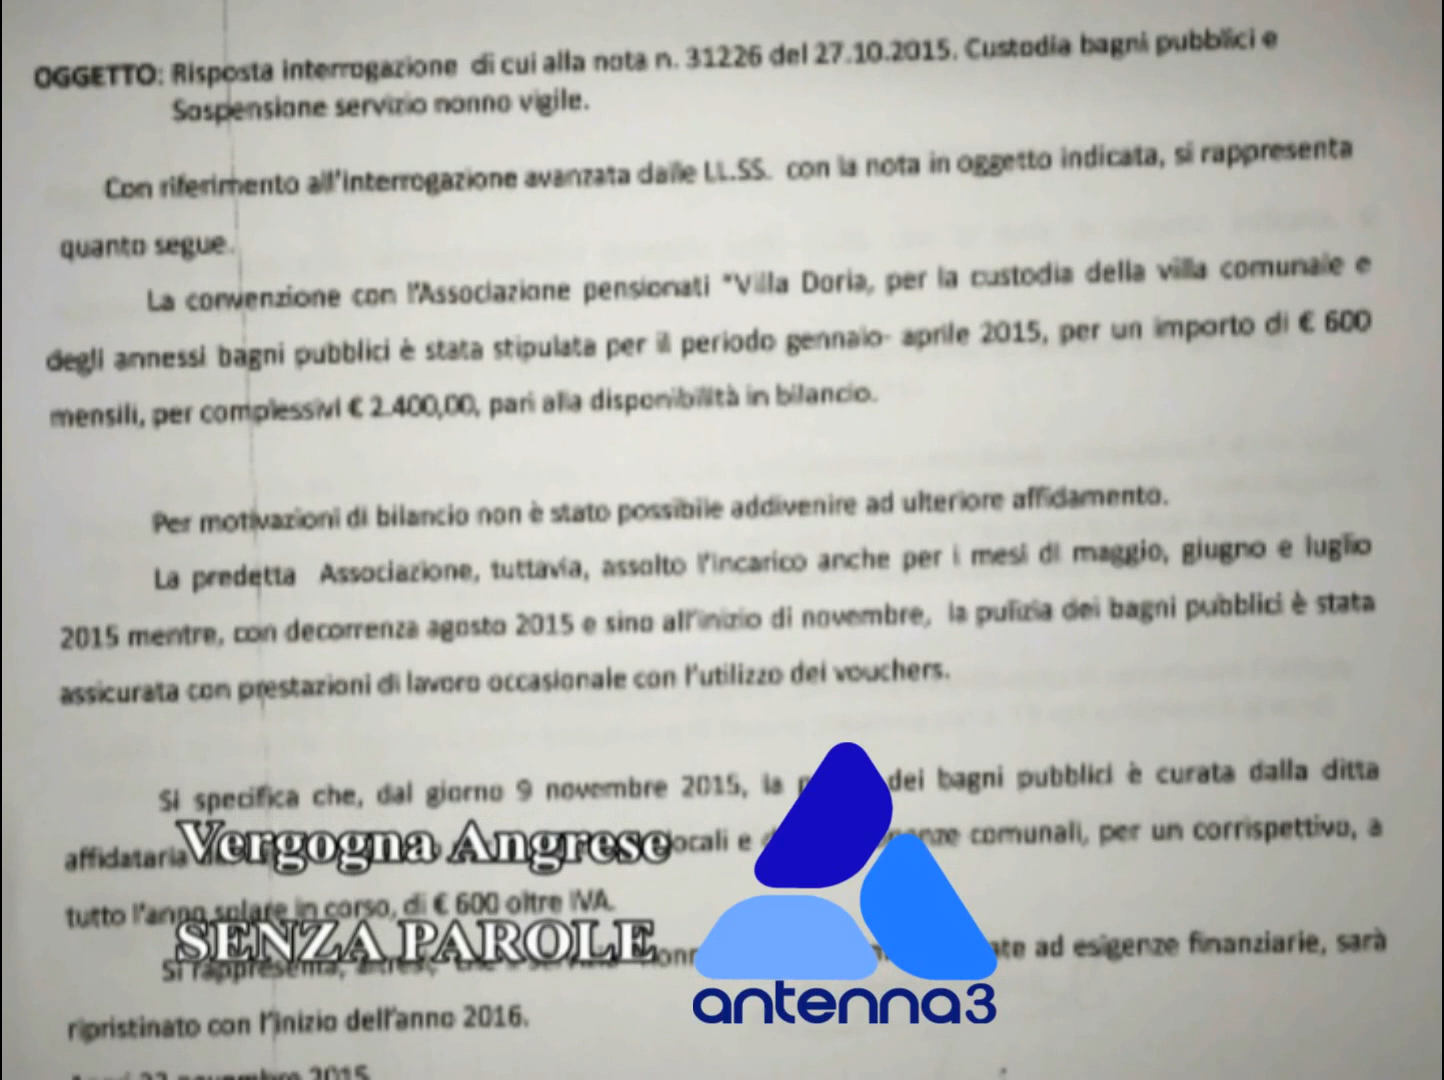 OGGETTO: Risposta interrogazione di cui alla nota n. 31226 del 27.10.2015. Custodia bagni pubblici e
Sospensione servizio nonno vigile.
Con riferimento all'interrogazione avanzata dalle LL.SS. con la nota in oggetto indicata, si rappresenta
quanto segue.
La convenzione con l'Associazione pensionati "Villa Doria, per la custodia della villa comunale e
degli annessi bagni pubblici è stata stipulata per il periodo gennaio- aprile 2015, per un importo di € 600
mensili, per complessivi € 2.400,00, pari alla disponibilità in bilancio.
Per motivazioni di bilancio non è stato possibile addivenire ad ulteriore affidamento.
La predetta Associazione, tuttavia, assolto l'incarico anche per i mesi di maggio, giugno e luglio
2015 mentre, con decorrenza agosto 2015 e sino all'inizio di novembre, la pulizia dei bagni pubblici è stata
assicurata con prestazioni di lavoro occasionale con l'utilizzo dei vouchers.
Si specifica che, dal giorno 9 novembre 2015, la dei bagni pubblici è curata dalla ditta
affidataria locali e comunali, per un corrispettivo, a
Vergogna Angrese
tutto l'anno solare in corso, di € 600 oltre IVA.
SENZA PAROLE
Si rappresenta, ad esigenze finanziarie, sarà
antenna3
ripristinato con l'inizio dell'anno 2016.
novembre 2015